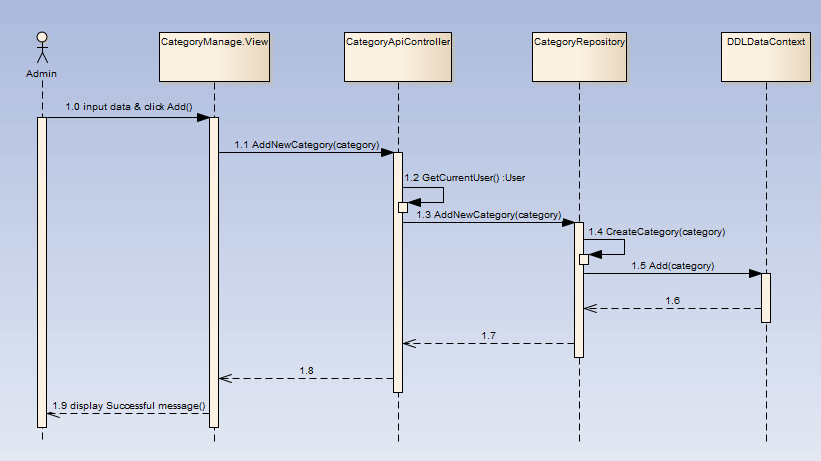 CategoryManage.View
CategoryApiController
CategoryRepository
DDLDataContext
Admin
1.0 input data & click Add()
1.1 AddNewCategory(category)
1.2 GetCurrentUser() :User
1.3 AddNewCategory(category)
1.4 CreateCategory(category)
1.5 Add(category)
1.6
1.7
1.8
1.9 display Successful message()